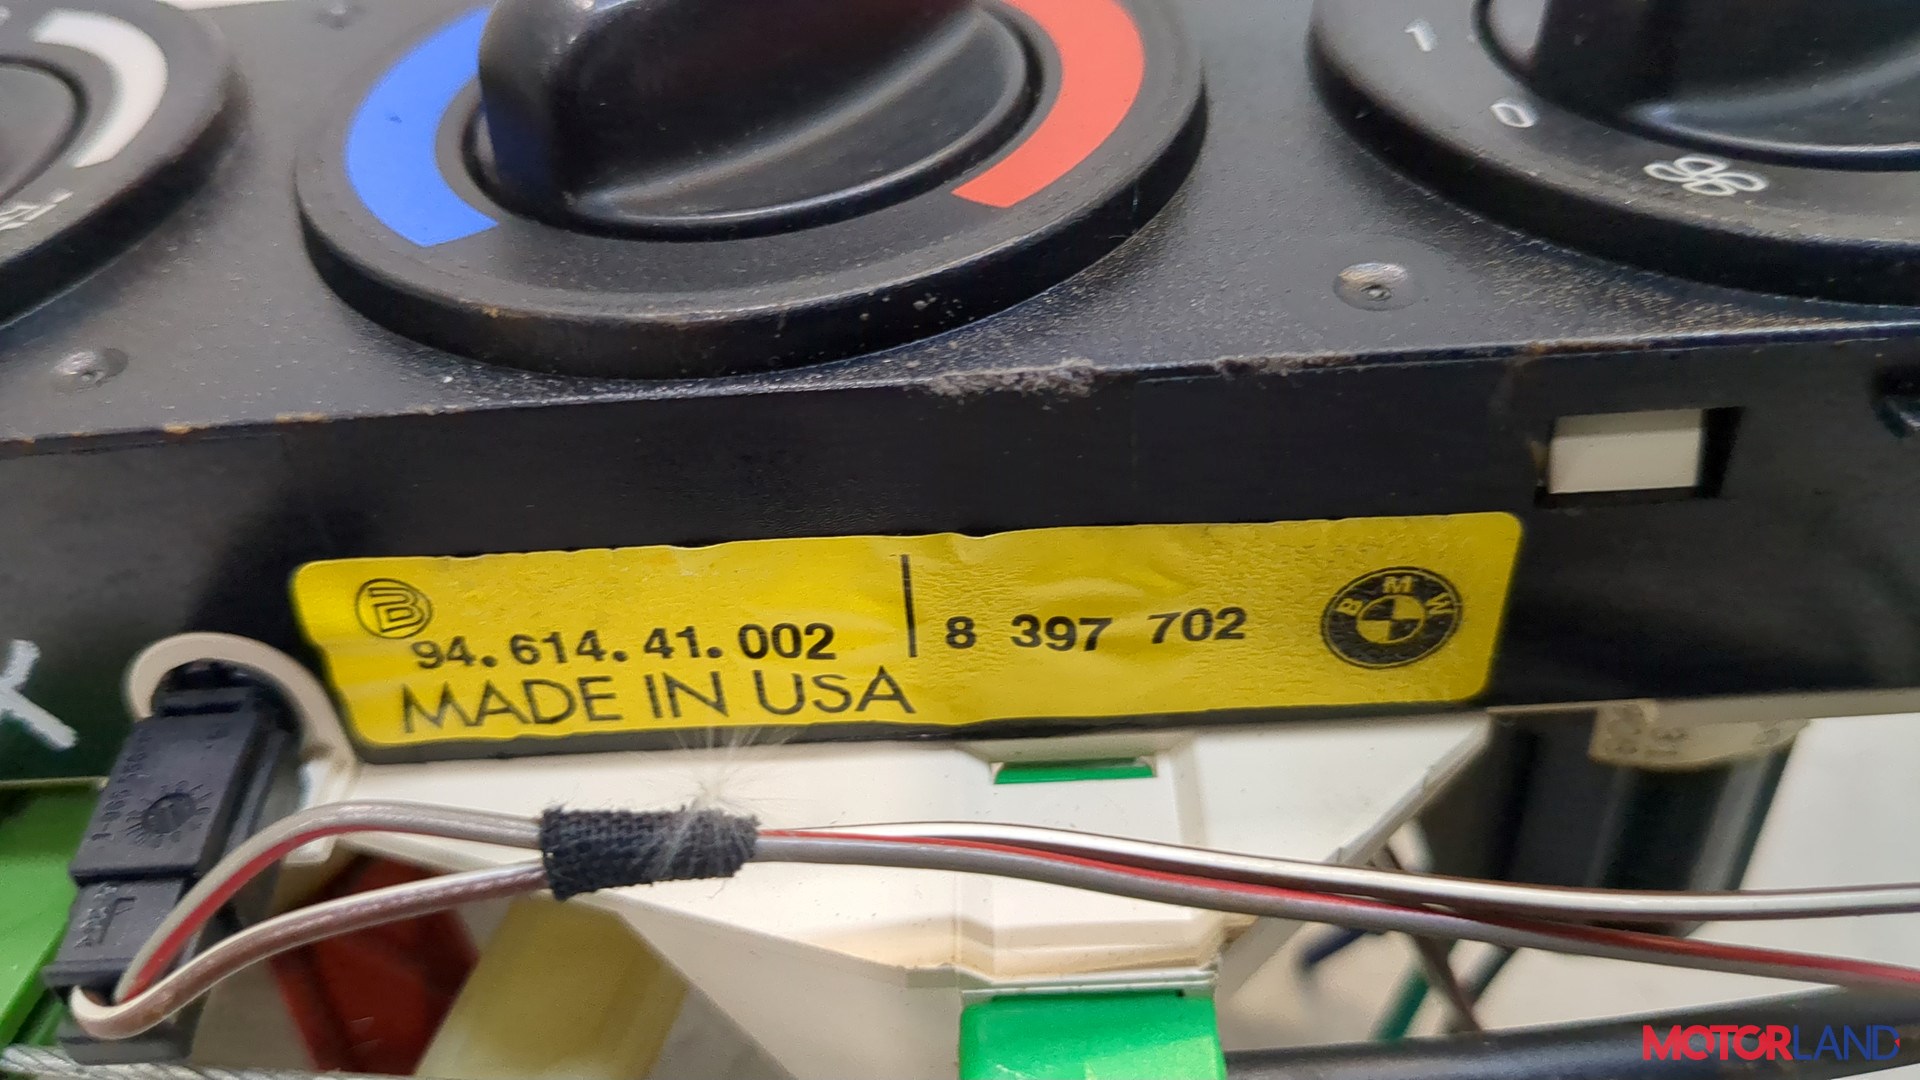 1
0
B
94.614.41.002
8 397 702
BMW
MADE IN USA
MOTORLAND